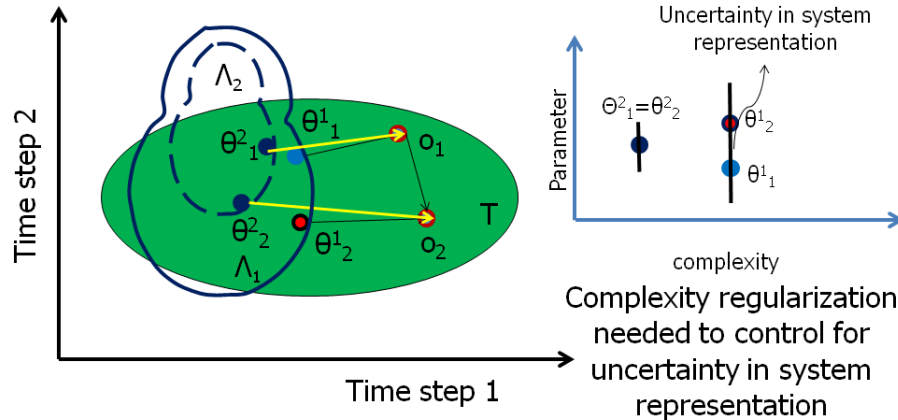 Time step 2
Λ₂
θ²₁
θ¹₁
o₁
θ²₂
θ¹₂
o₂
T
Λ₁
Time step 1
Uncertainty in system
representation
Parameter
Θ²₁=θ²₂
θ¹₂
θ¹₁
complexity
Complexity regularization
needed to control for
uncertainty in system
representation